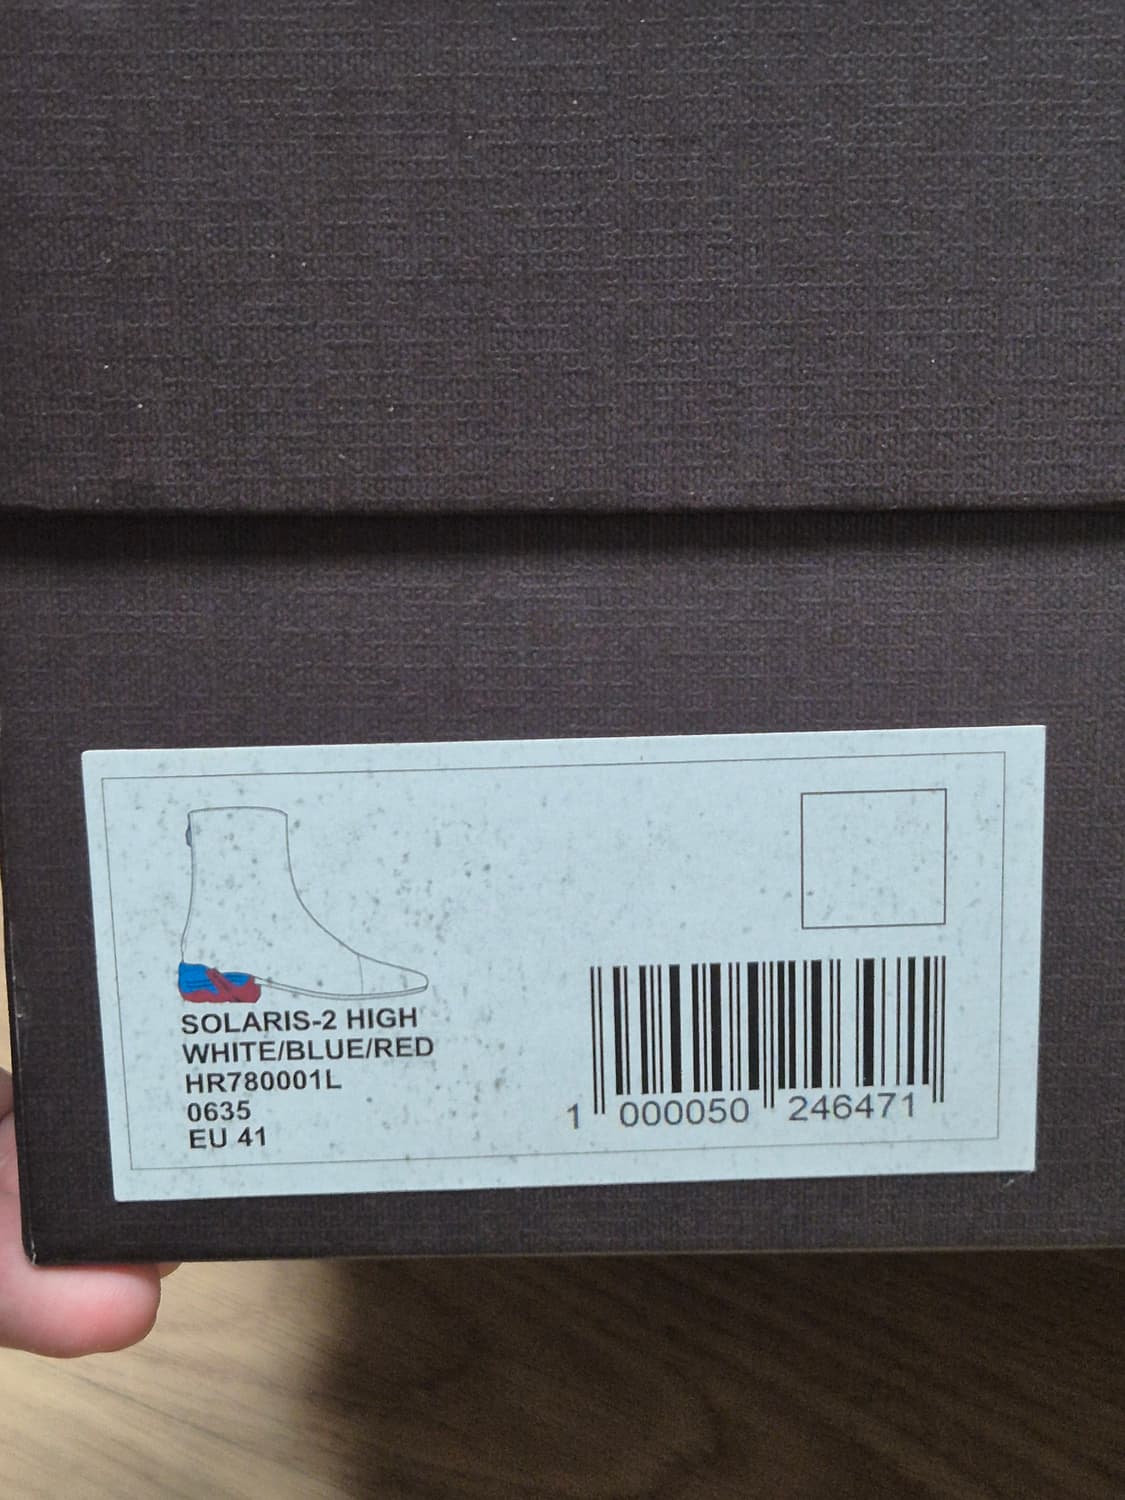 SOLARIS-2 HIGH
WHITE/BLUE/RED
HR780001L
0635
EU 41
1 000050 246471